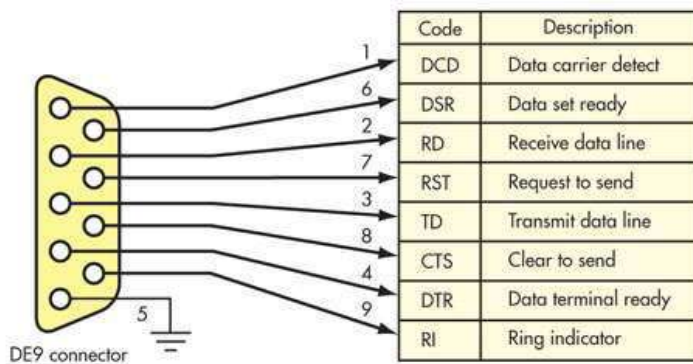 Code Description
1 DCD Data carrier detect
6 DSR Data set ready
2 RD Receive data line
7 RST Request to send
3 TD Transmit data line
8 CTS Clear to send
4 DTR Data terminal ready
9 RI Ring indicator
5
DE9 connector